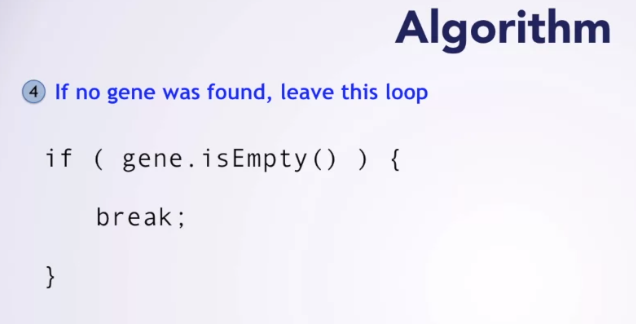 Algorithm
4 If no gene was found, leave this loop
if ( gene.isEmpty() ) {
break;
}